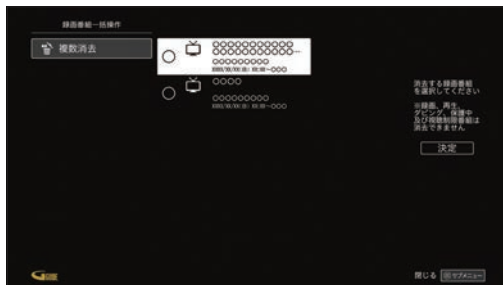 録画番組一括操作
複数消去
○○○○○○○○○○○...
○○○○○○○○○
○○○○
○○○○○○○○○
消去する録画番組
を選択してください
※録画、再生、
ダビング、保護中
及び視聴制限番組は
消去できません
決定
閉じる サブメニュー